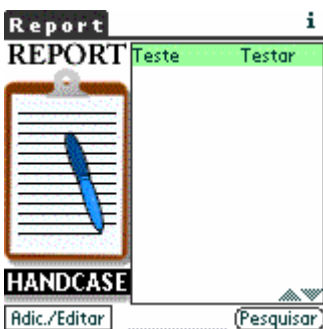 Report i
REPORT
Teste Testar
HANDCASE
Adic./Editar Pesquisar